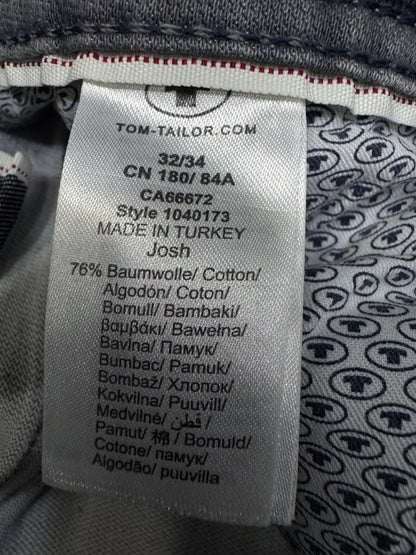 TOM-TAILOR.COM
32/34
CN 180/ 84A
CA66672
Style 1040173
MADE IN TURKEY
Josh
76% Baumwolle/ Cotton/
Algodón/ Coton/
Bomull/ Bambaki/
Βαμβάκι/ Bawełna/
Bavlna/ Памук/
Bumbac/ Pamuk/
Bombaž/ Хлопок/
Kokvilna/ Puuvill/
Medvilné/ قطن/
Pamut/ 棉/ Bomuld/
Cotone/ памук/
Algodão/ puuvilla